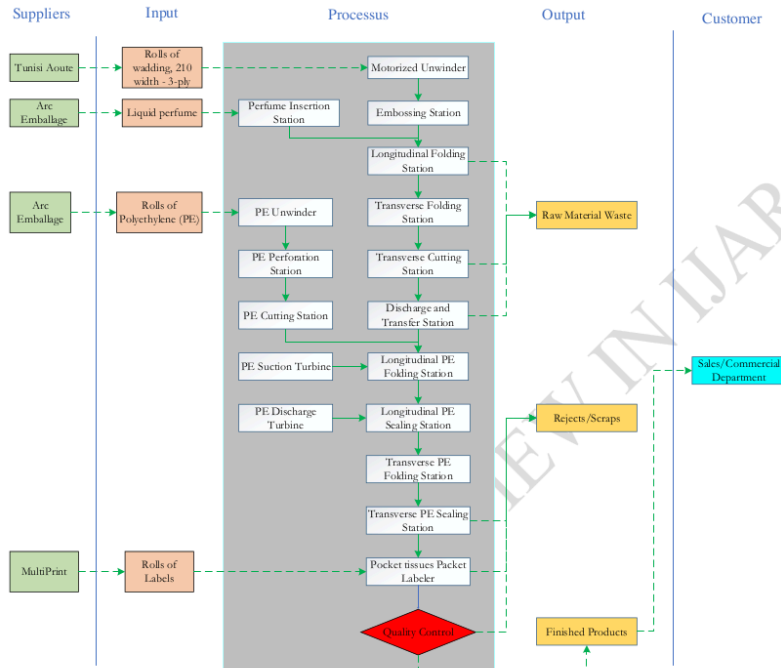 Suppliers
Input
Processus
Output
Customer
Tunisi Aoute
Rolls of
wadding, 210
width - 3-ply
Motorized Unwinder
Arc
Emballage
Liquid perfume
Perfume Insertion
Station
Embossing Station
Longitudinal Folding
Station
Arc
Emballage
Rolls of
Polyethylene (PE)
PE Unwinder
Transverse Folding
Station
Raw Material Waste
PE Perforation
Station
Transverse Cutting
Station
PE Cutting Station
Discharge and
Transfer Station
PE Suction Turbine
Longitudinal PE
Folding Station
Sales/Commercial
Department
PE Discharge
Turbine
Longitudinal PE
Sealing Station
Rejects/Scraps
Transverse PE
Folding Station
Transverse PE Sealing
Station
MultiPrint
Rolls of
Labels
Pocket tissues Packet
Labeler
Quality Control
Finished Products
IEW IN IJAR